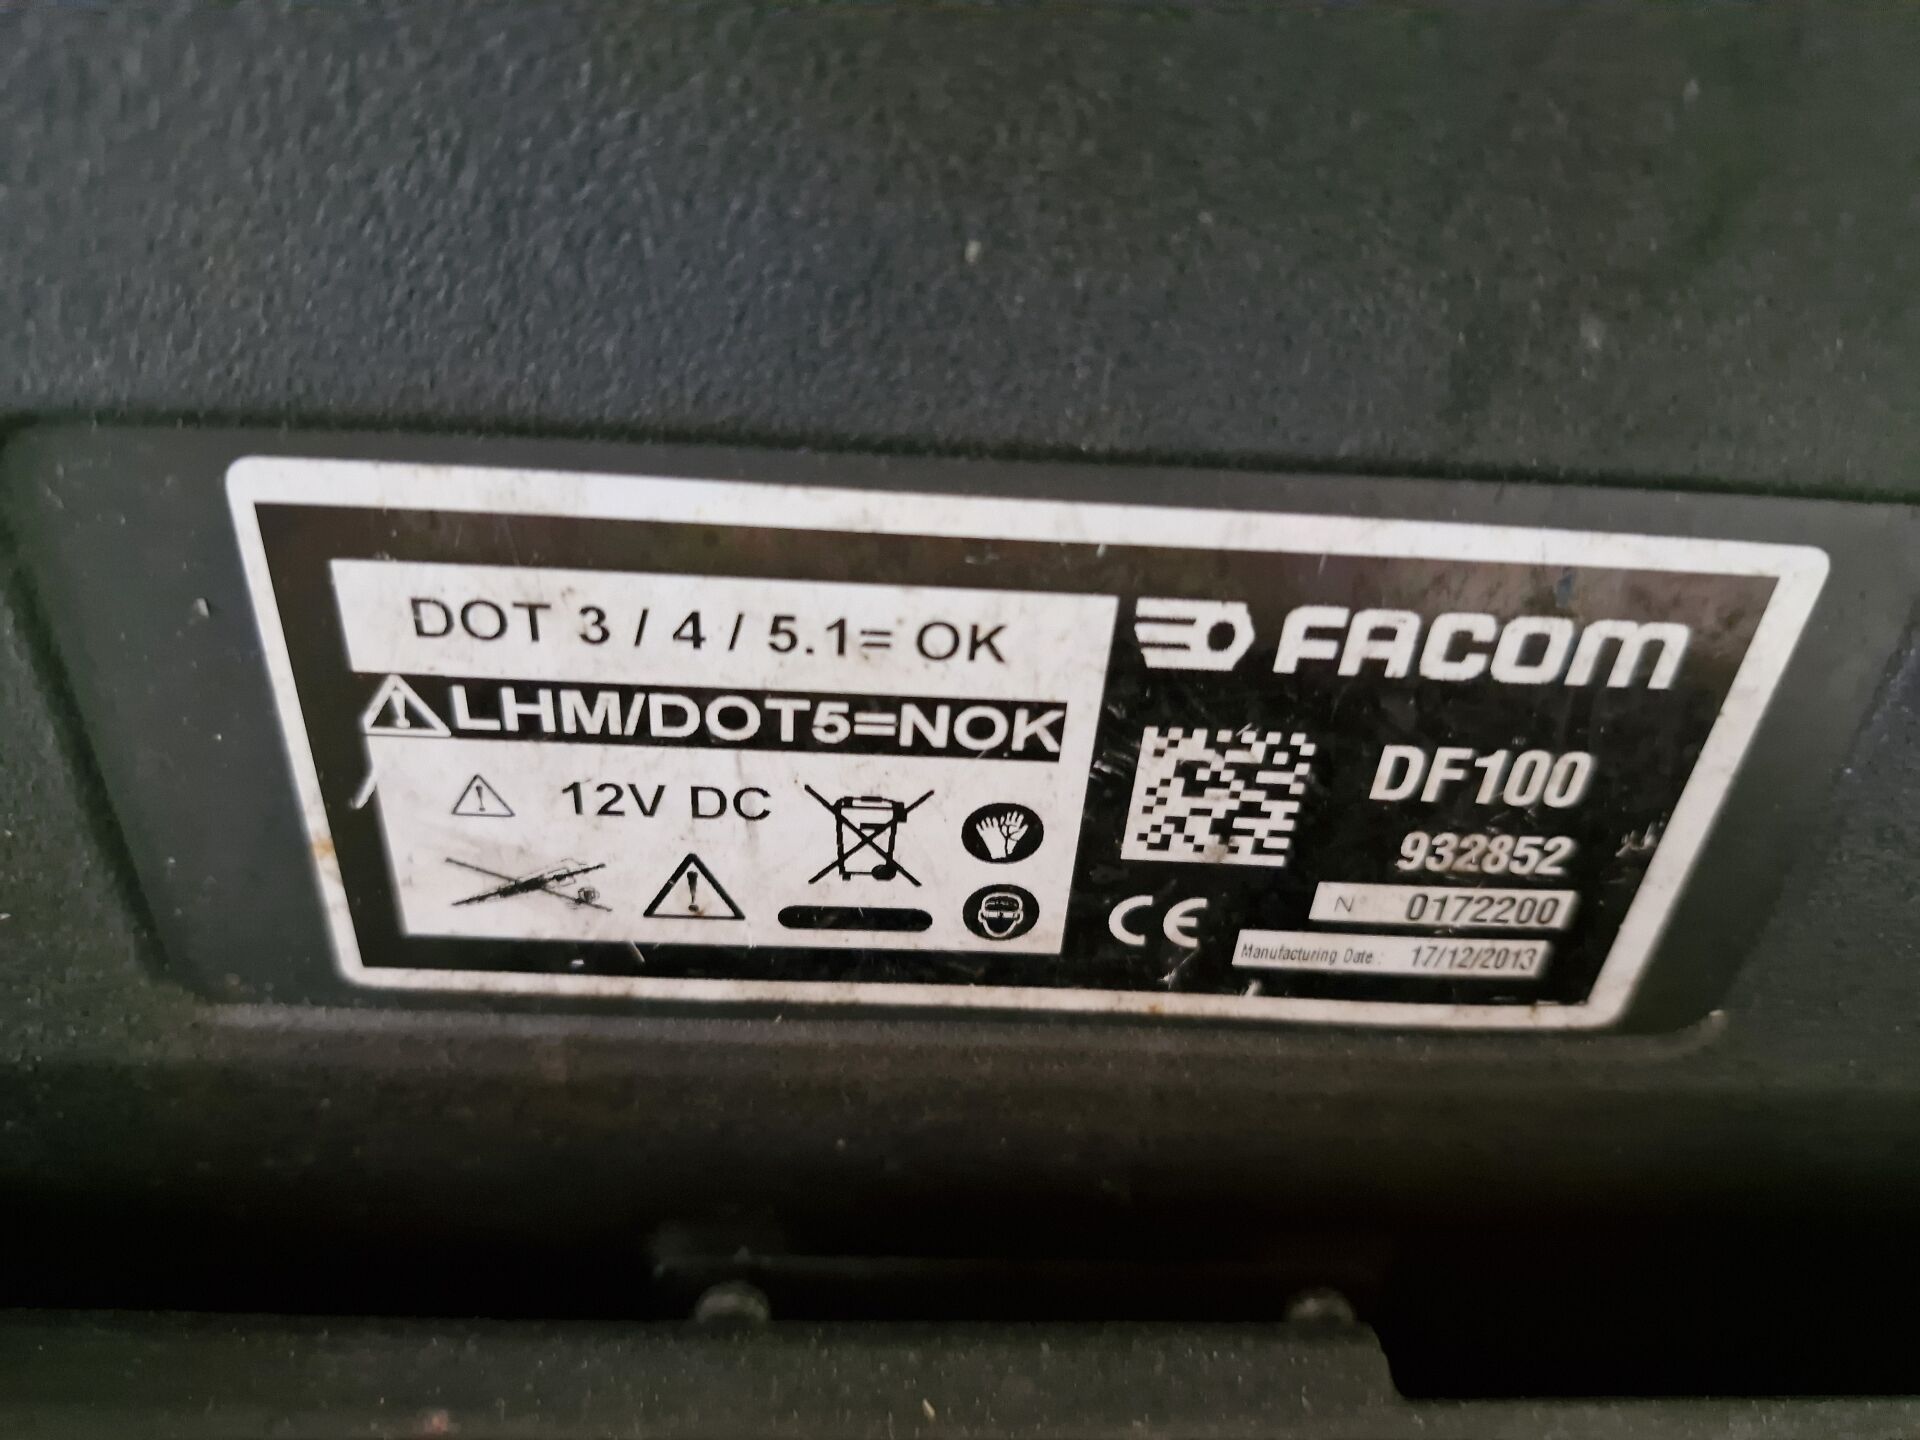 DOT 3 / 4 / 5.1= OK
LHM/DOT5=NOK
12V DC
FACOM
DF100
932852
CE
N° 0172200
Manufacturing Date : 17/12/2013